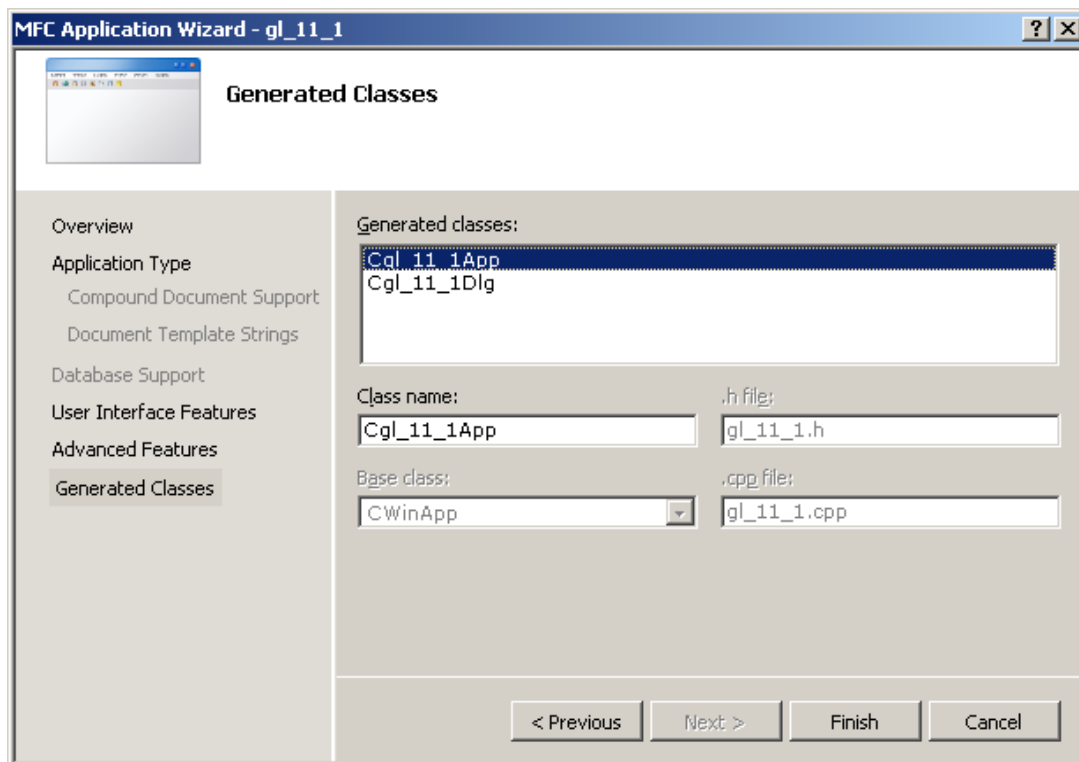 MFC Application Wizard - gl_11_1
Generated Classes
Overview
Application Type
Compound Document Support
Document Template Strings
Database Support
User Interface Features
Advanced Features
Generated Classes
Generated classes:
Cgl_11_1App
Cgl_11_1Dlg
Class name:
.h file:
Cgl_11_1App
gl_11_1.h
Base class:
.cpp file:
CWinApp
gl_11_1.cpp
< Previous
Next >
Finish
Cancel